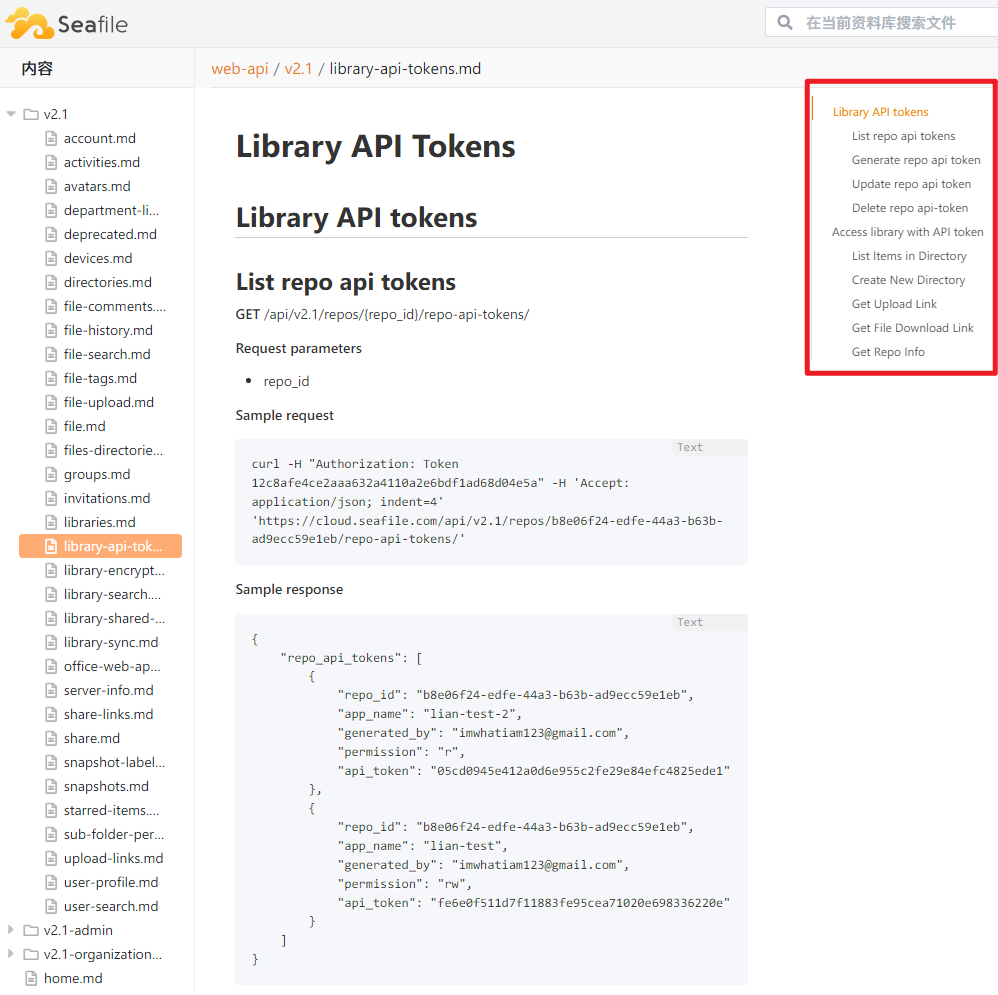 Seafile
在当前资料库搜索文件
内容
web-api / v2.1 / library-api-tokens.md
v2.1
account.md
activities.md
avatars.md
department-li...
deprecated.md
devices.md
directories.md
file-comments....
file-history.md
file-search.md
file-tags.md
file-upload.md
file.md
files-directorie...
groups.md
invitations.md
libraries.md
library-api-tok...
library-encrypt...
library-search....
library-shared-...
library-sync.md
office-web-ap...
server-info.md
share-links.md
share.md
snapshot-label...
snapshots.md
starred-items....
sub-folder-per...
upload-links.md
user-profile.md
user-search.md
v2.1-admin
v2.1-organization...
home.md
Library API Tokens
Library API tokens
List repo api tokens
GET /api/v2.1/repos/{repo_id}/repo-api-tokens/
Request parameters
• repo_id
Sample request
Text
curl -H "Authorization: Token
12c8afe4ce2aaa632a4110a2e6bdf1ad68d04e5a" -H 'Accept:
application/json; indent=4'
'https://cloud.seafile.com/api/v2.1/repos/b8e06f24-edfe-44a3-b63b-
ad9ecc59e1eb/repo-api-tokens/'
Sample response
Text
{
    "repo_api_tokens": [
        {
            "repo_id": "b8e06f24-edfe-44a3-b63b-ad9ecc59e1eb",
            "app_name": "lian-test-2",
            "generated_by": "imwhatiam123@gmail.com",
            "permission": "r",
            "api_token": "05cd0945e412a0d6e955c2fe29e84efc4825ede1"
        },
        {
            "repo_id": "b8e06f24-edfe-44a3-b63b-ad9ecc59e1eb",
            "app_name": "lian-test",
            "generated_by": "imwhatiam123@gmail.com",
            "permission": "rw",
            "api_token": "fe6e0f511d7f11883fe95cea71020e698336220e"
        }
    ]
}
Library API tokens
List repo api tokens
Generate repo api token
Update repo api token
Delete repo api-token
Access library with API token
List Items in Directory
Create New Directory
Get Upload Link
Get File Download Link
Get Repo Info